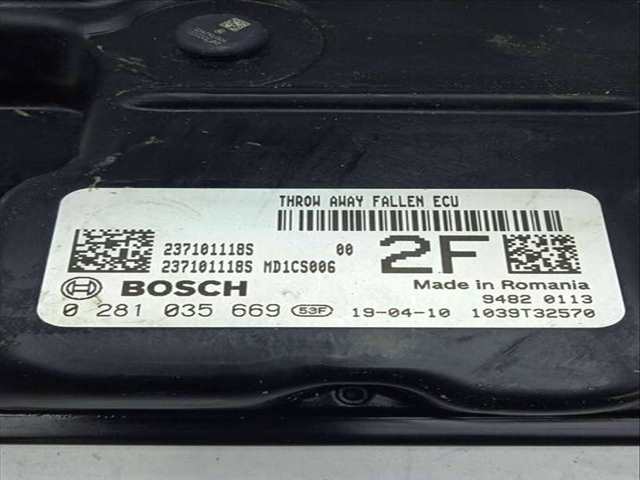 THROW AWAY FALLEN ECU
237101118S 00
237101118S MD1CS006
2F
BOSCH
Made in Romania
9482 0113
0 281 035 669 53F 19-04-10 1039T32570